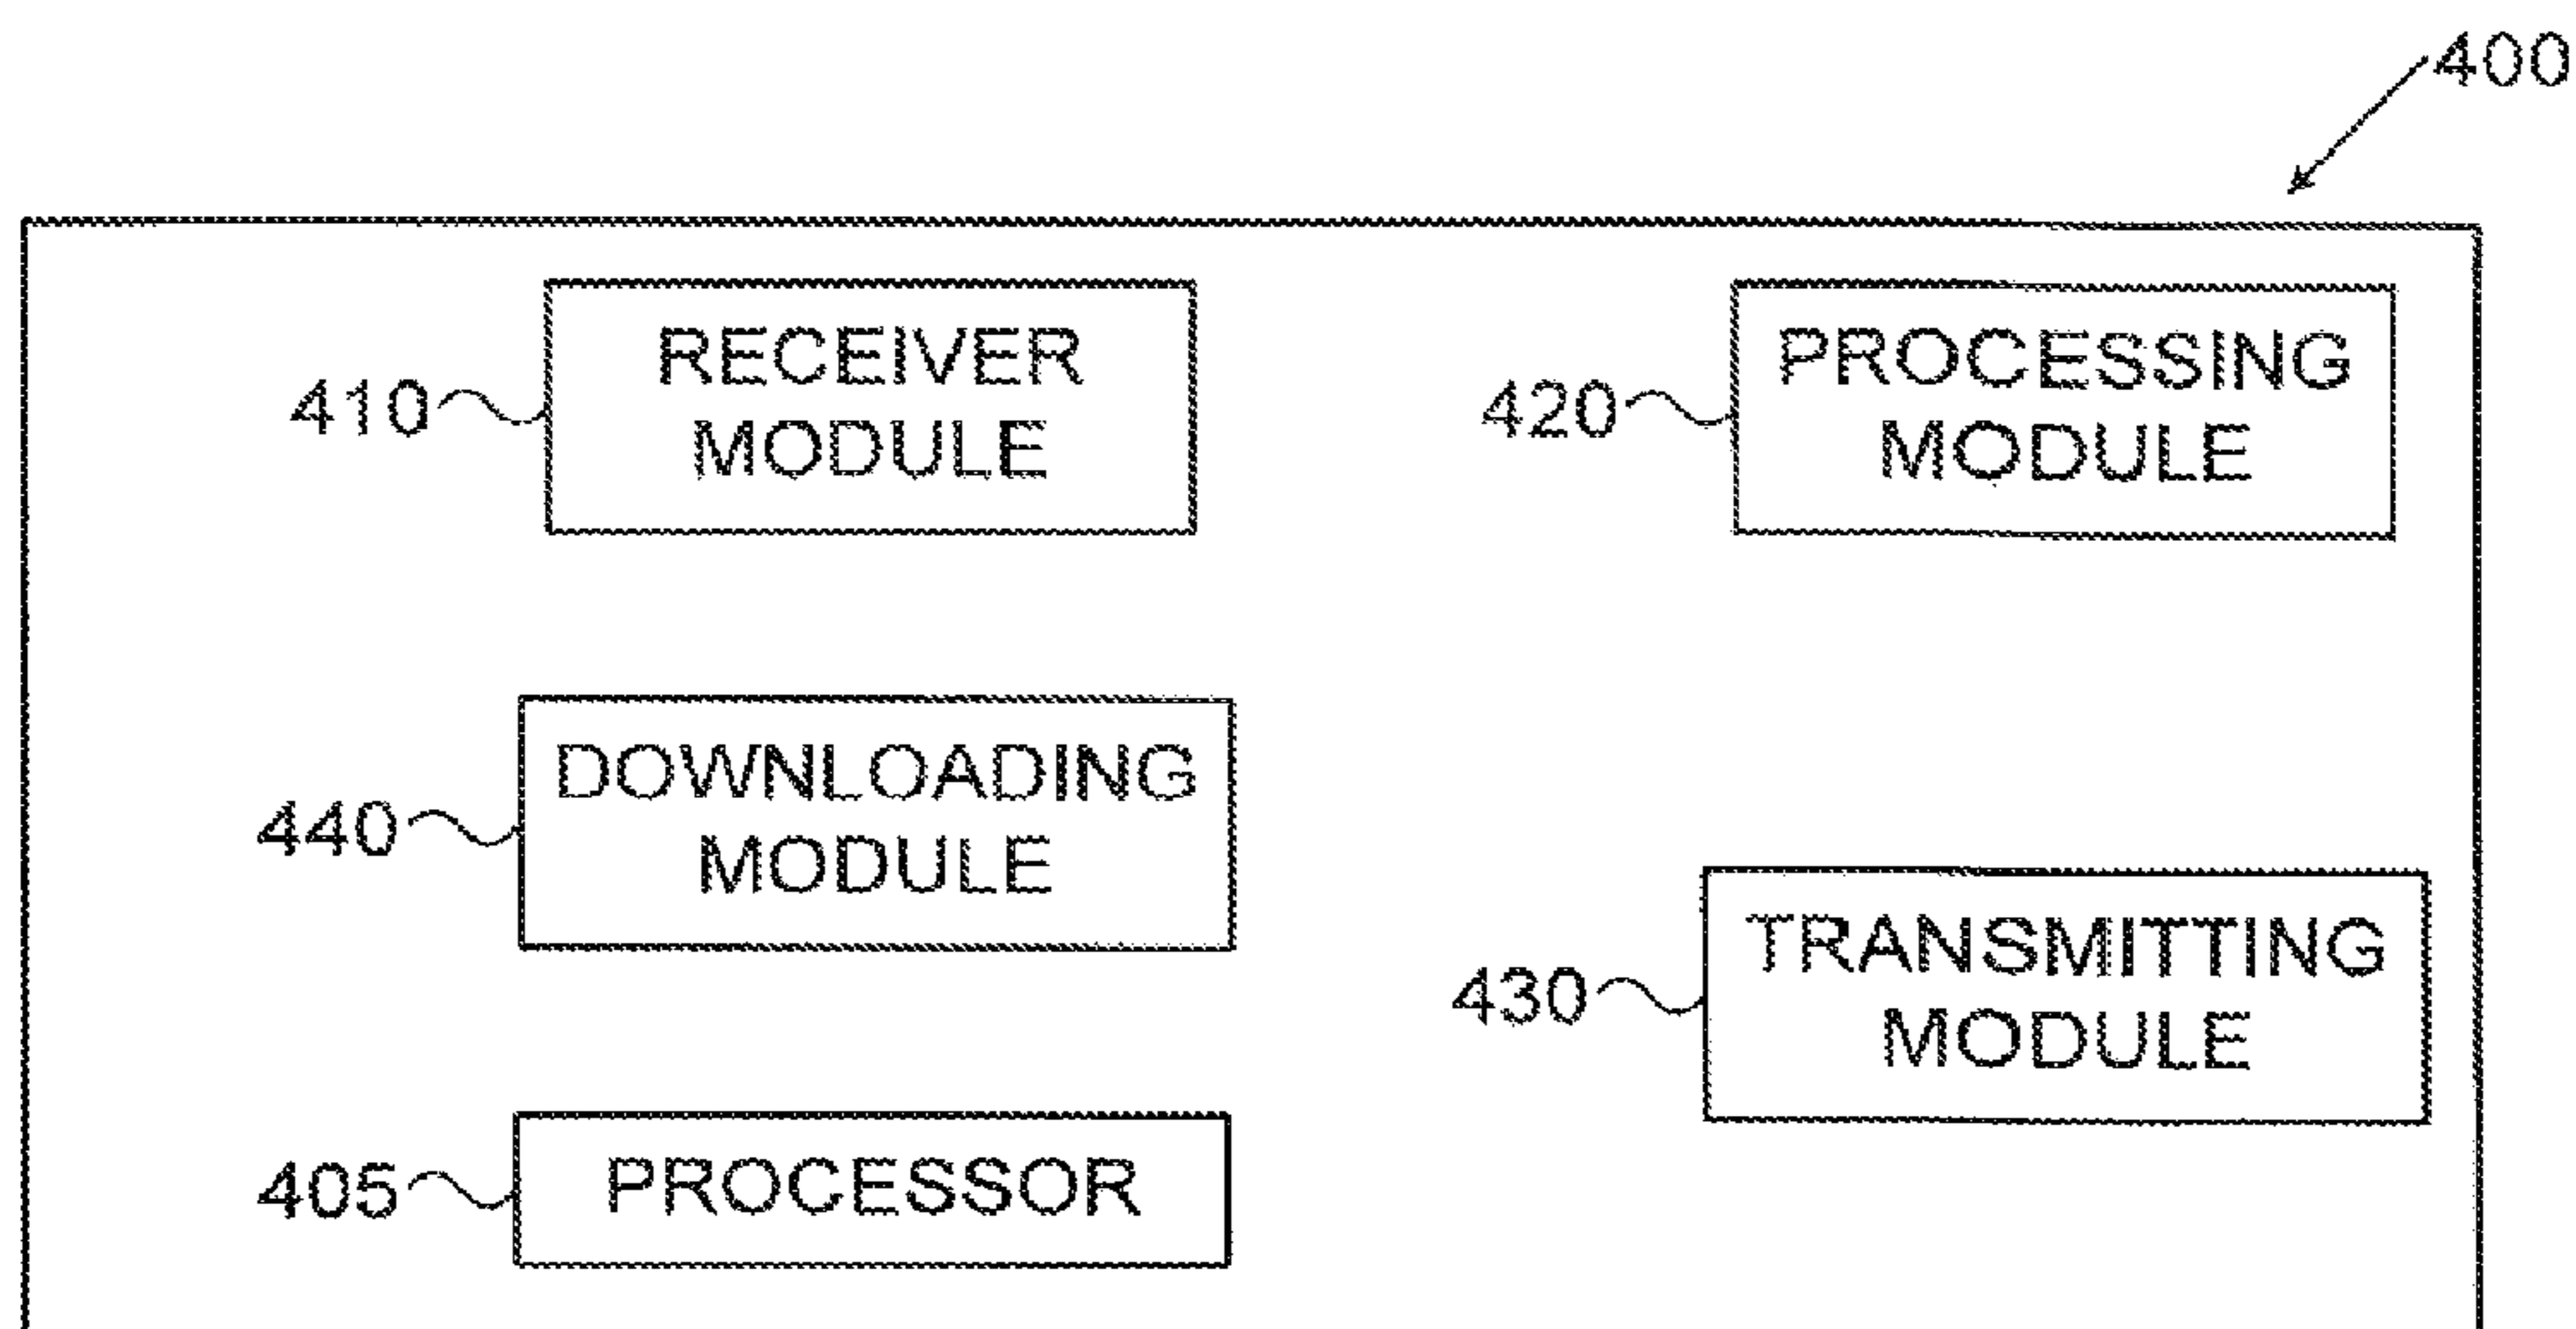 400
410
RECEIVER
MODULE
420
PROCESSING
MODULE
440
DOWNLOADING
MODULE
430
TRANSMITTING
MODULE
405
PROCESSOR